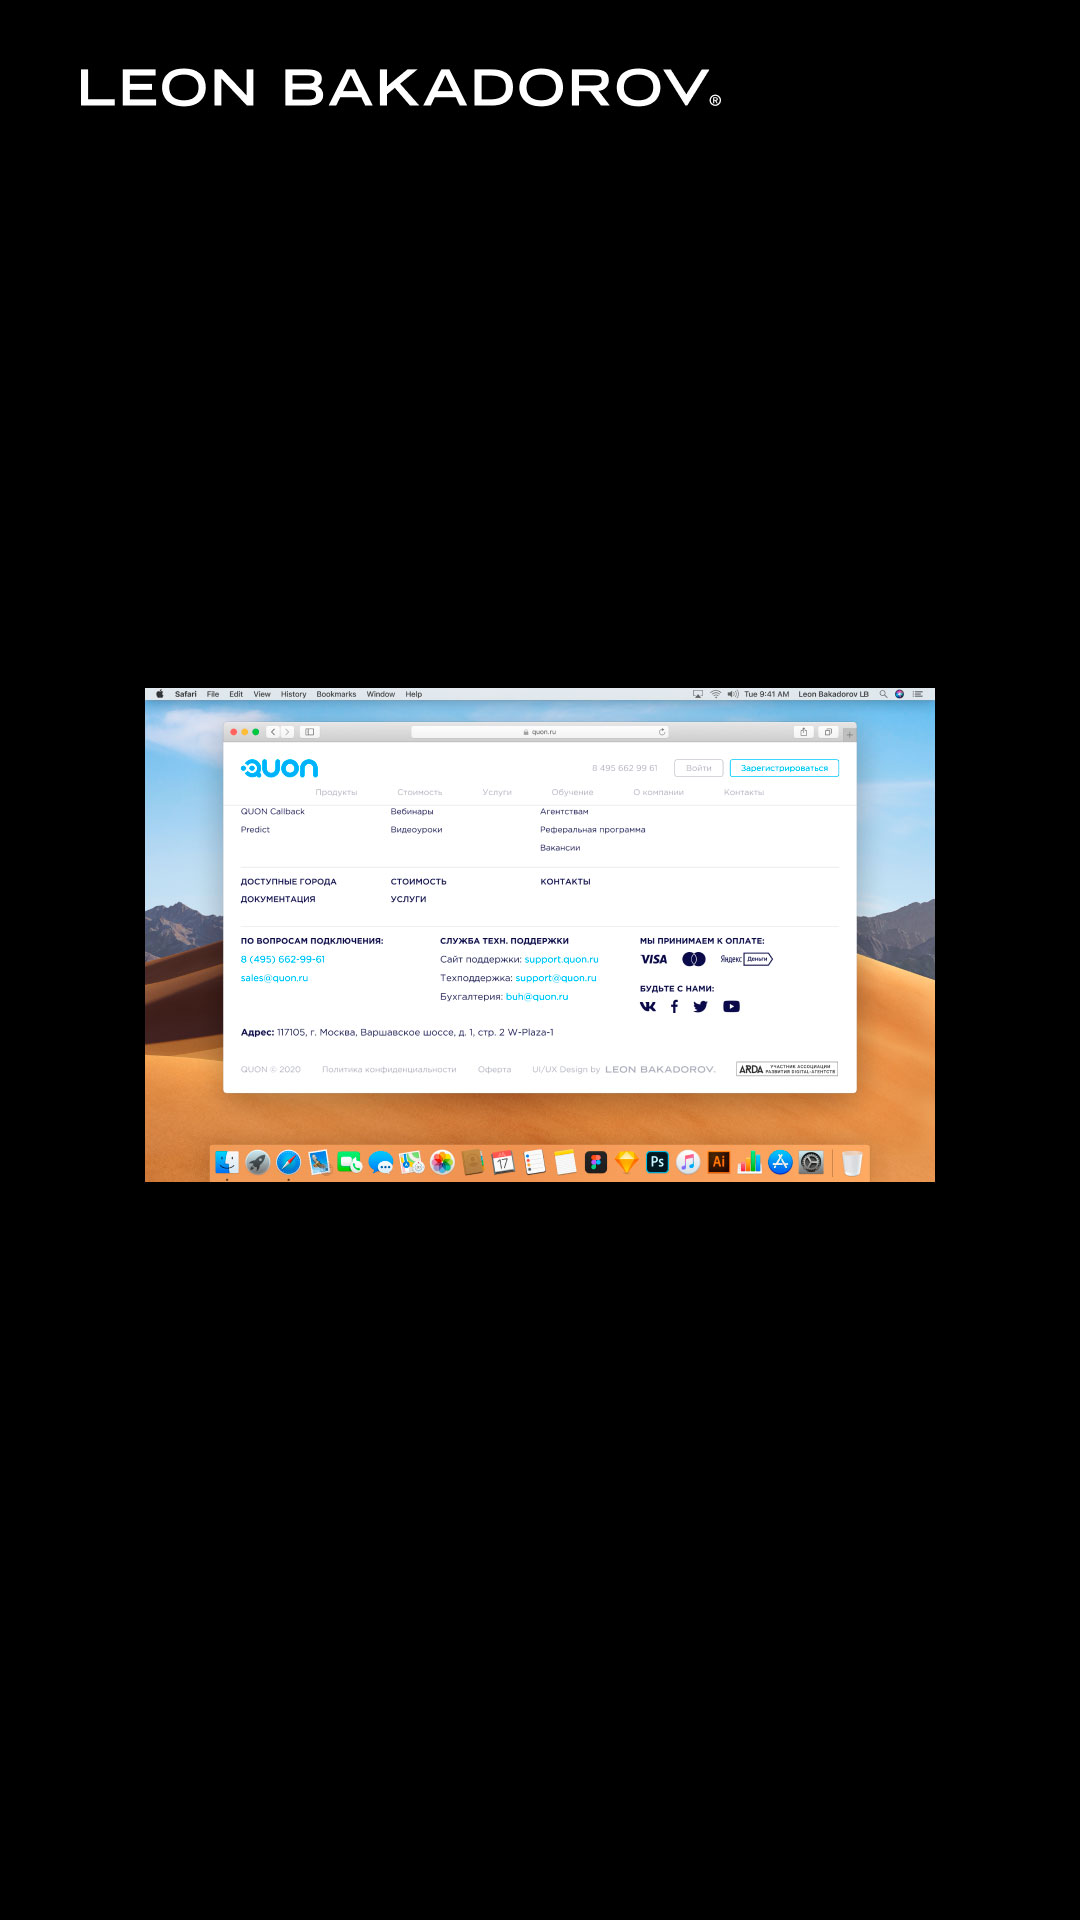 LEON BAKADOROV®
Safari File Edit View History Bookmarks Window Help Tue 9:41 AM Leon Bakadorov LB
quon.ru
QUON 8 495 662 99 61 Войти Зарегистрироваться
Продукты Стоимость Услуги Обучение О компании Контакты
QUON Callback Вебинары Агентствам
Predict Видеоуроки Реферальная программа
Вакансии
ДОСТУПНЫЕ ГОРОДА СТОИМОСТЬ КОНТАКТЫ
ДОКУМЕНТАЦИЯ УСЛУГИ
ПО ВОПРОСАМ ПОДКЛЮЧЕНИЯ: СЛУЖБА ТЕХН. ПОДДЕРЖКИ МЫ ПРИНИМАЕМ К ОПЛАТЕ:
8 (495) 662-99-61 Сайт поддержки: support.quon.ru VISA Яндекс Деньги
sales@quon.ru Техподдержка: support@quon.ru
Бухгалтерия: buh@quon.ru БУДЬТЕ С НАМИ:
Адрес: 117105, г. Москва, Варшавское шоссе, д. 1, стр. 2 W-Plaza-1
QUON © 2020 Политика конфиденциальности Оферта Ui/UX Design by LEON BAKADOROV. ARDA УЧАСТНИК АССОЦИАЦИИ
РАЗВИТИЯ DIGITAL-АГЕНТСТВ
17 Ps Ai